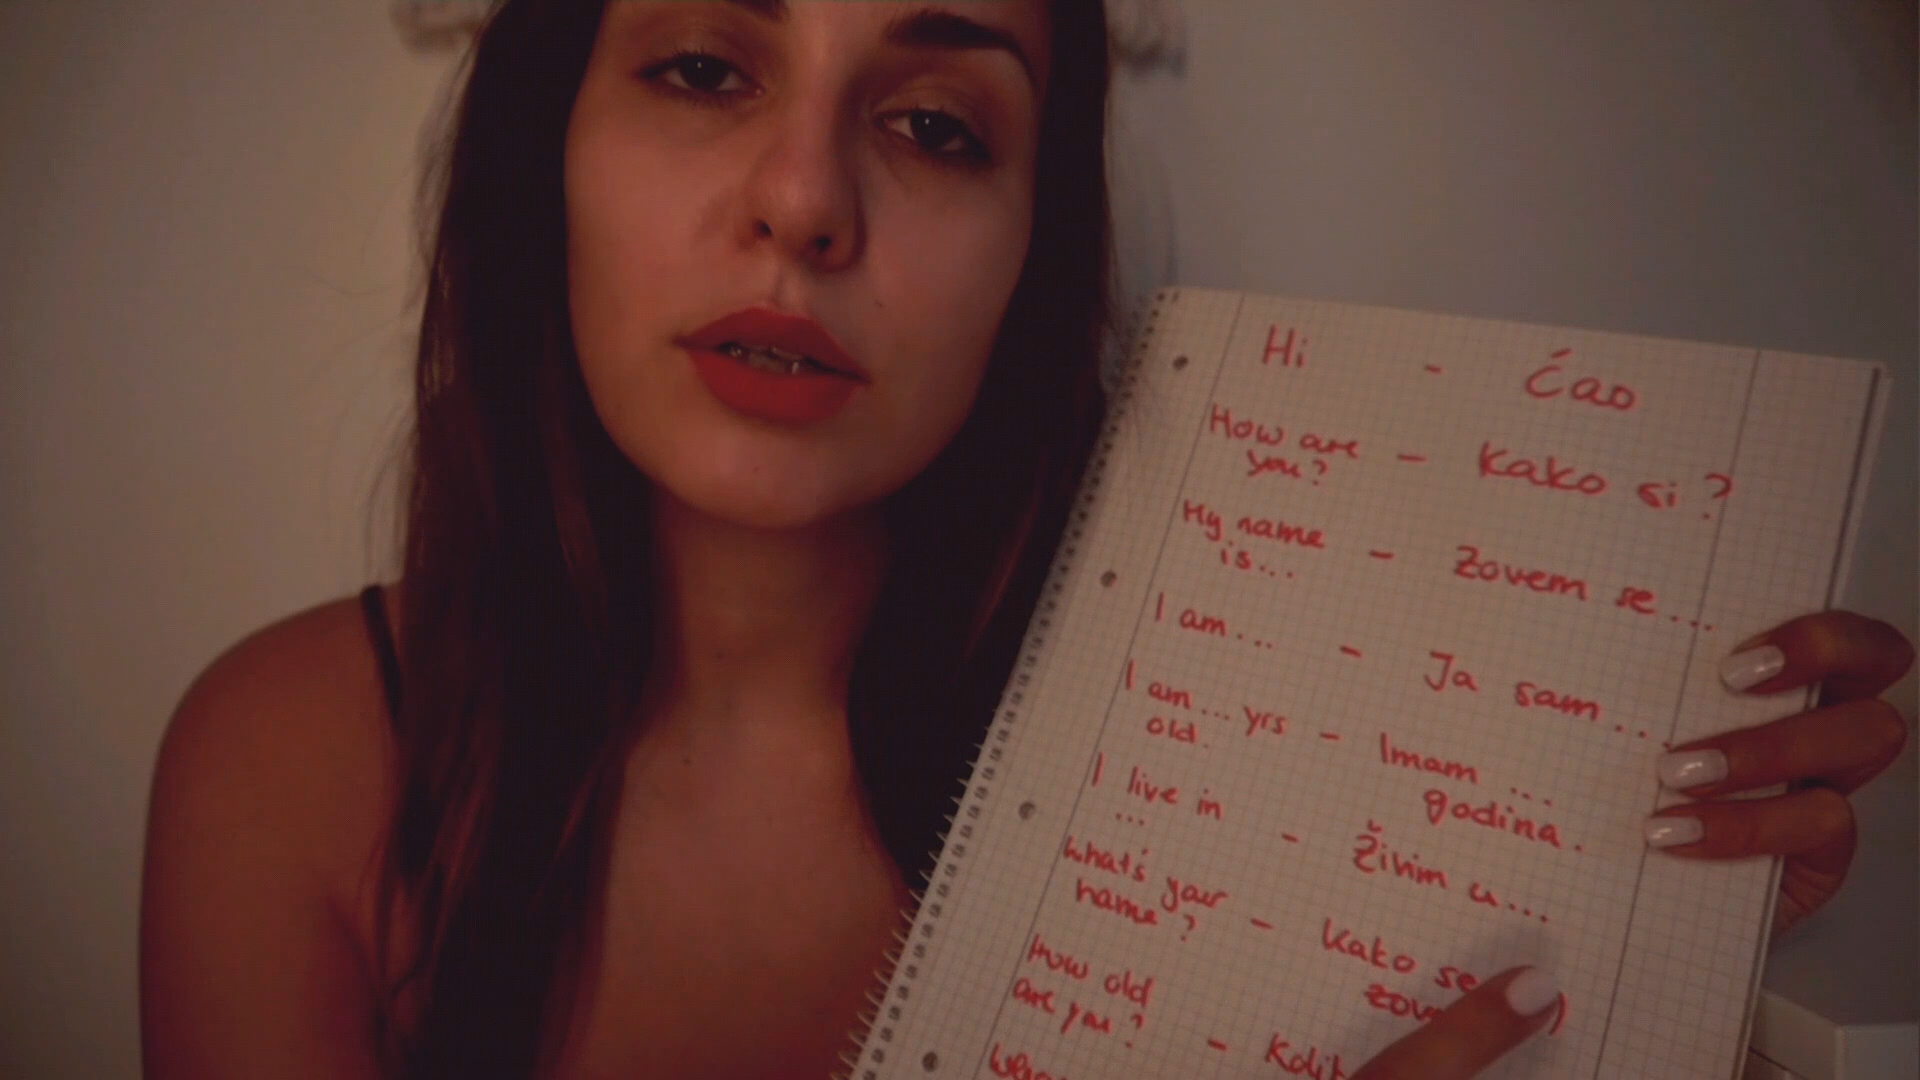 Hi - Ćao
How are - Kako si?
you?
My name - Zovem se...
is...
I am... - Ja sam...
I am... yrs - Imam ...
old. godina.
I live in - Živim u...
...
What's your - Kako se
name?
How old
are you? -